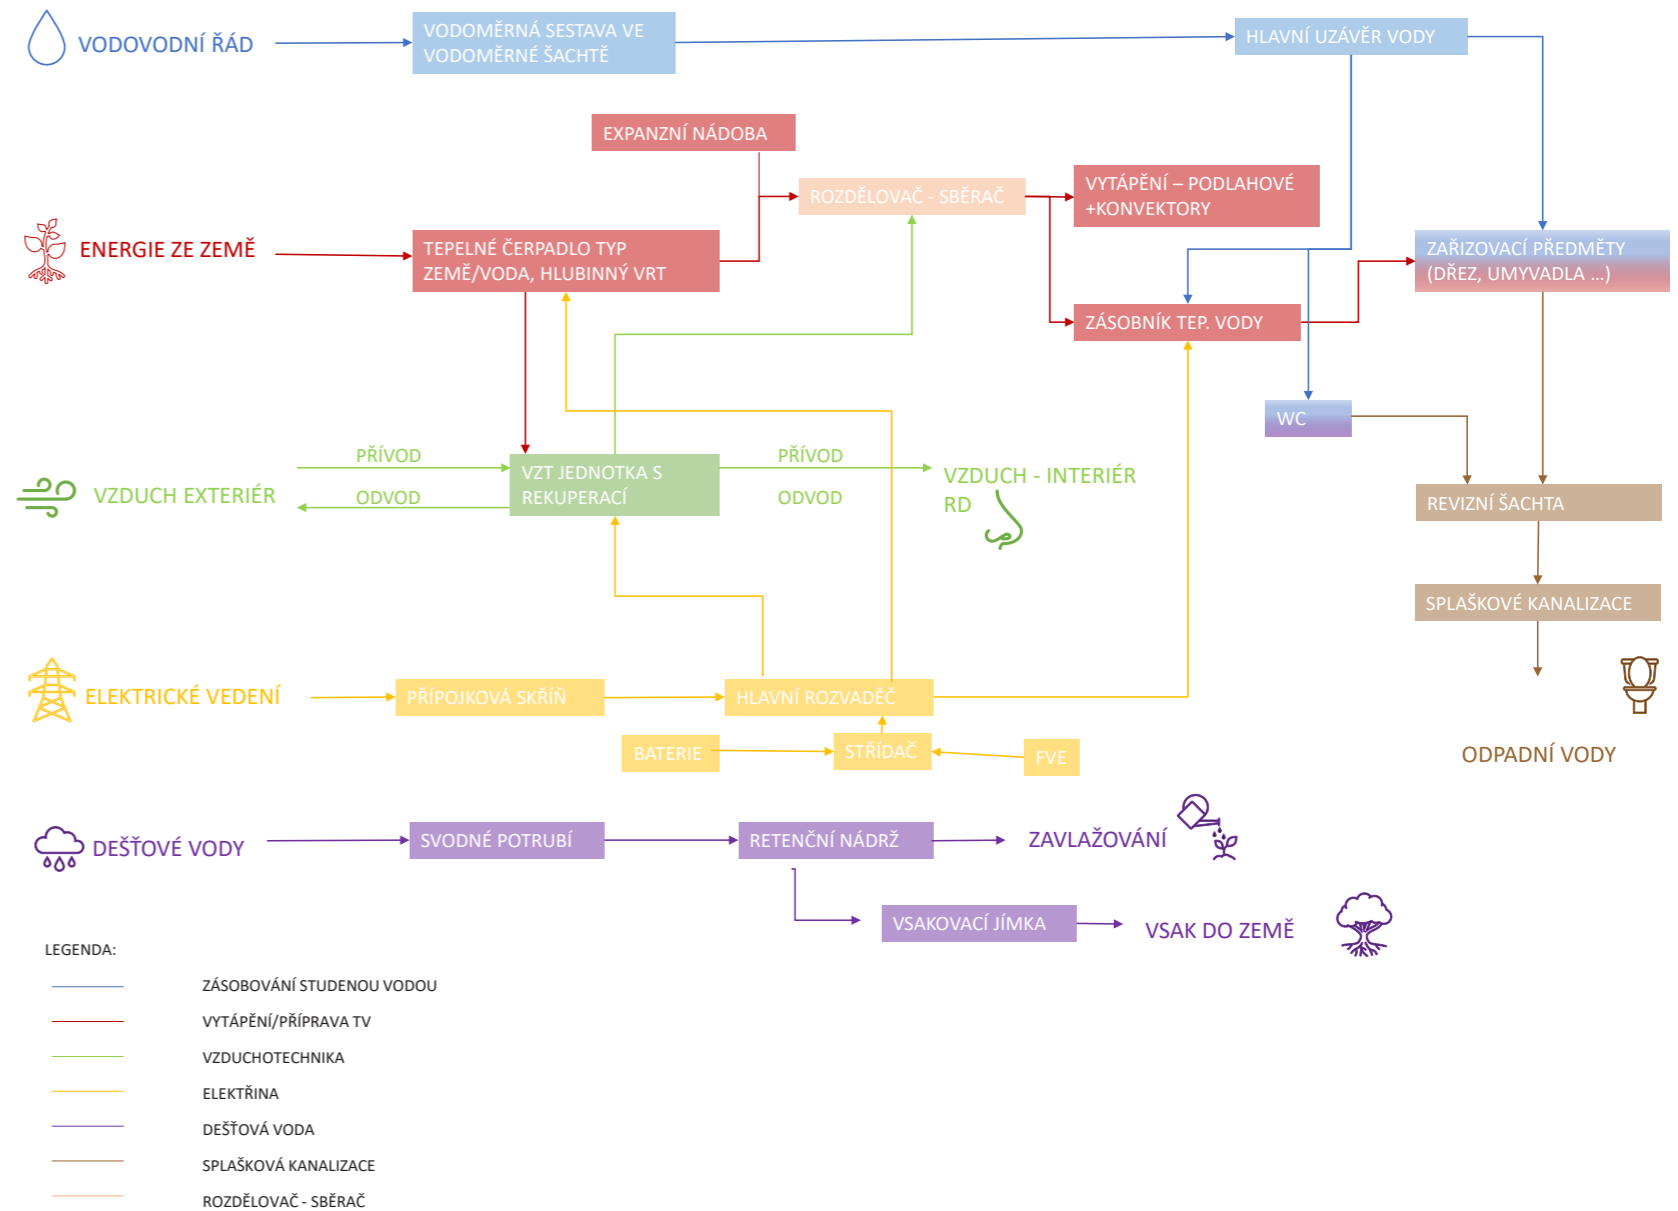 VODOVODNÍ ŘÁD
VODOMĚRNÁ SESTAVA VE
VODOMĚRNÉ ŠACHTĚ
HLAVNÍ UZÁVĚR VODY
EXPANZNÍ NÁDOBA
ROZDĚLOVAČ - SBĚRAČ
VYTÁPĚNÍ – PODLAHOVÉ
+KONVEKTORY
ENERGIE ZE ZEMĚ
TEPELNÉ ČERPADLO TYP
ZEMĚ/VODA, HLUBINNÝ VRT
ZAŘIZOVACÍ PŘEDMĚTY
(DŘEZ, UMYVADLA ...)
ZÁSOBNÍK TEP. VODY
WC
VZDUCH EXTERIÉR
PŘÍVOD
ODVOD
VZT JEDNOTKA S
REKUPERACÍ
PŘÍVOD
ODVOD
VZDUCH - INTERIÉR
RD
REVIZNÍ ŠACHTA
SPLAŠKOVÉ KANALIZACE
ELEKTRICKÉ VEDENÍ
PŘÍPOJKOVÁ SKŘÍŇ
HLAVNÍ ROZVADĚČ
BATERIE
STŘÍDAČ
FVE
ODPADNÍ VODY
DEŠŤOVÉ VODY
SVODNÉ POTRUBÍ
RETENČNÍ NÁDRŽ
ZAVLAŽOVÁNÍ
VSAKOVACÍ JÍMKA
VSAK DO ZEMĚ
LEGENDA:
ZÁSOBOVÁNÍ STUDENOU VODOU
VYTÁPĚNÍ/PŘÍPRAVA TV
VZDUCHOTECHNIKA
ELEKTŘINA
DEŠŤOVÁ VODA
SPLAŠKOVÁ KANALIZACE
ROZDĚLOVAČ - SBĚRAČ